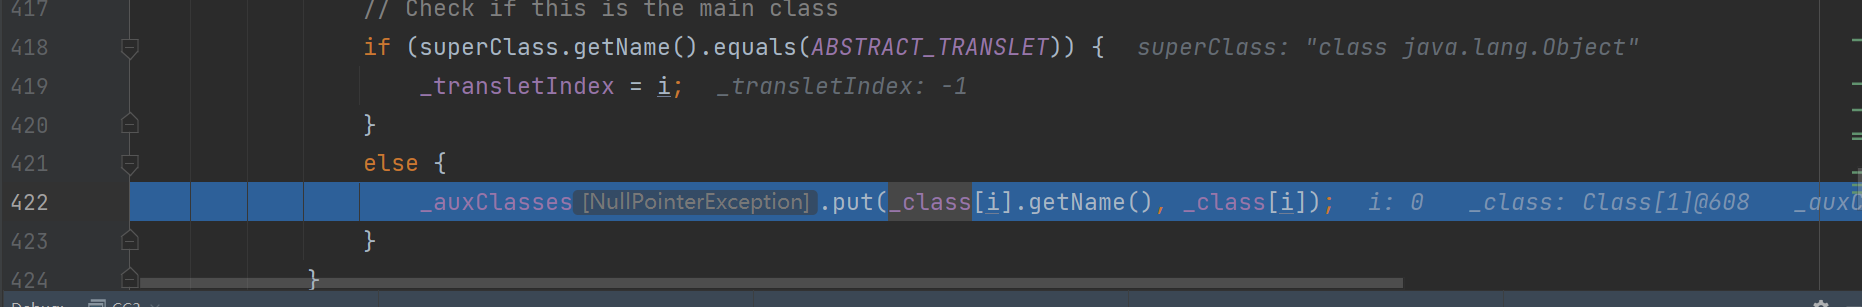 417 // Check if this is the main class
418 if (superClass.getName().equals(ABSTRACT_TRANSLET)) { superClass: "class java.lang.Object"
419 _transletIndex = i; _transletIndex: -1
420 }
421 else {
422 _auxClasses [NullPointerException] .put(_class[i].getName(), _class[i]); i: 0 _class: Class[1]@608
423 }
424 }